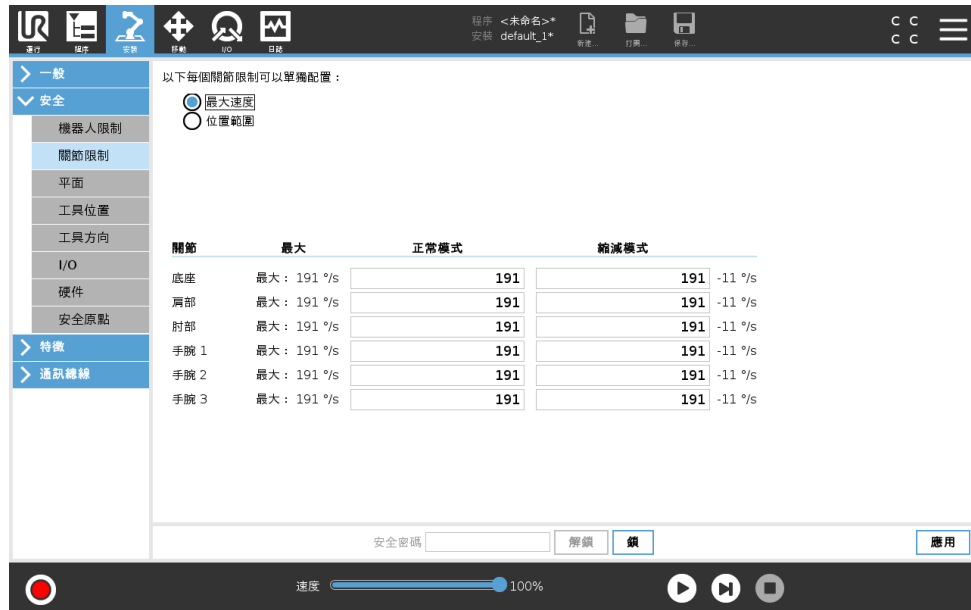 UR
運行
程序
安裝
移動
I/O
日誌
程序 <未命名>*
安裝 default_1*
新建...
打開...
保存...
C C
C C
一般
安全
機器人限制
關節限制
平面
工具位置
工具方向
I/O
硬件
安全原點
特徵
通訊總線
以下每個關節限制可以單獨配置：
最大速度
位置範圍
關節 最大 正常模式 縮減模式
底座 最大： 191 °/s 191 191 -11 °/s
肩部 最大： 191 °/s 191 191 -11 °/s
肘部 最大： 191 °/s 191 191 -11 °/s
手腕 1 最大： 191 °/s 191 191 -11 °/s
手腕 2 最大： 191 °/s 191 191 -11 °/s
手腕 3 最大： 191 °/s 191 191 -11 °/s
安全密碼 解鎖 鎖 應用
速度 100%